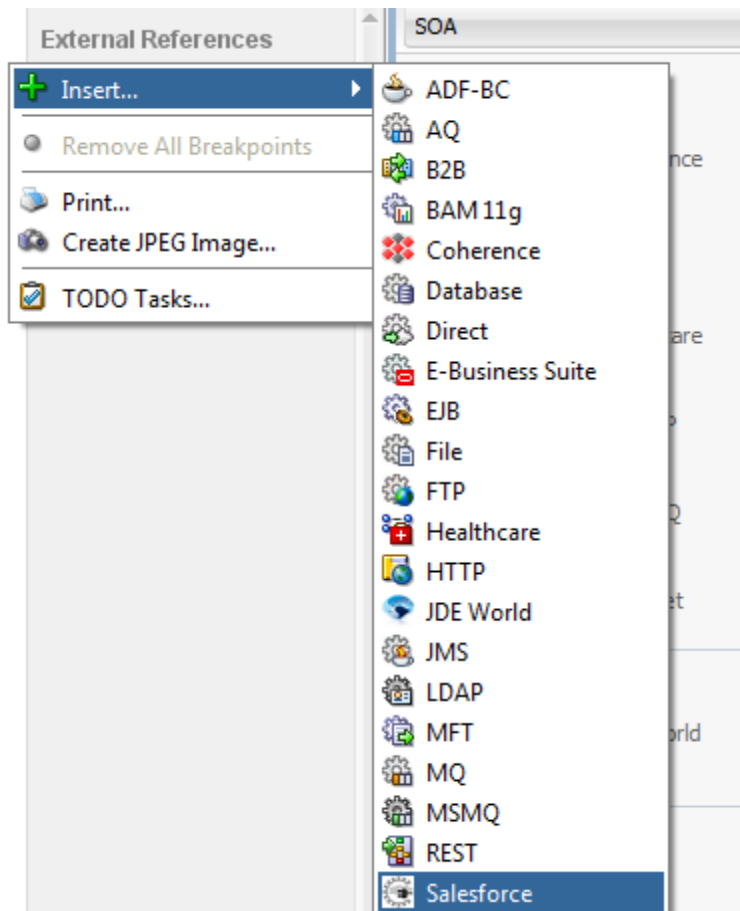 External References
SOA
Insert...
Remove All Breakpoints
Print...
Create JPEG Image...
TODO Tasks...
ADF-BC
AQ
B2B
BAM 11g
Coherence
Database
Direct
E-Business Suite
EJB
File
FTP
Healthcare
HTTP
JDE World
JMS
LDAP
MFT
MQ
MSMQ
REST
Salesforce